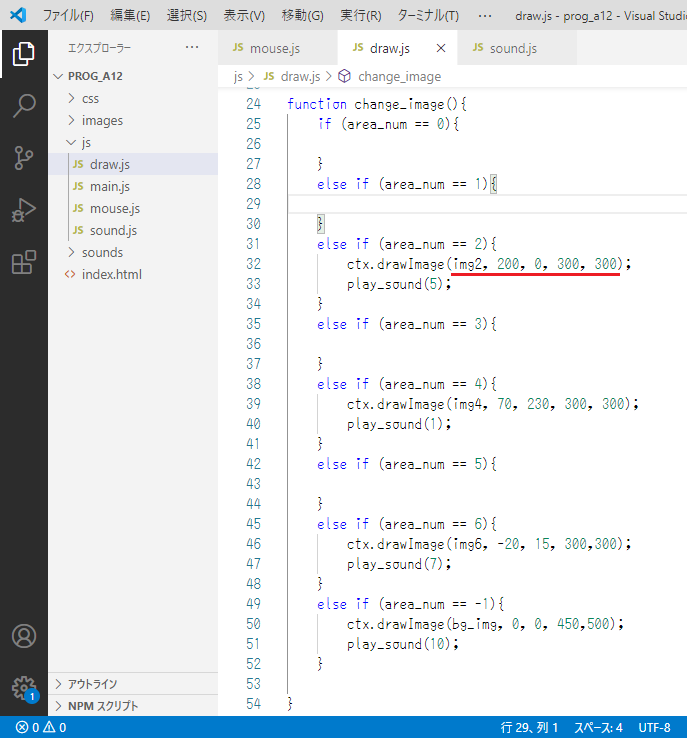 ファイル(F) 編集(E) 選択(S) 表示(V) 移動(G) 実行(R) ターミナル(T) ··· draw.js - prog_a12 - Visual Studio
エクスプローラー ···
PROG_A12
css
images
js
JS draw.js
JS main.js
JS mouse.js
JS sound.js
sounds
<> index.html
アウトライン
NPM スクリプト
JS mouse.js JS draw.js × JS sound.js
js > JS draw.js > change_image
24 function change_image(){
25 if (area_num == 0){
26
27 }
28 else if (area_num == 1){
29
30 }
31 else if (area_num == 2){
32 ctx.drawImage(img2, 200, 0, 300, 300);
33 play_sound(5);
34 }
35 else if (area_num == 3){
36
37 }
38 else if (area_num == 4){
39 ctx.drawImage(img4, 70, 230, 300, 300);
40 play_sound(1);
41 }
42 else if (area_num == 5){
43
44 }
45 else if (area_num == 6){
46 ctx.drawImage(img6, -20, 15, 300,300);
47 play_sound(7);
48 }
49 else if (area_num == -1){
50 ctx.drawImage(bg_img, 0, 0, 450,500);
51 play_sound(10);
52 }
53
54 }
1
0 0 行 29、列 1 スペース: 4 UTF-8